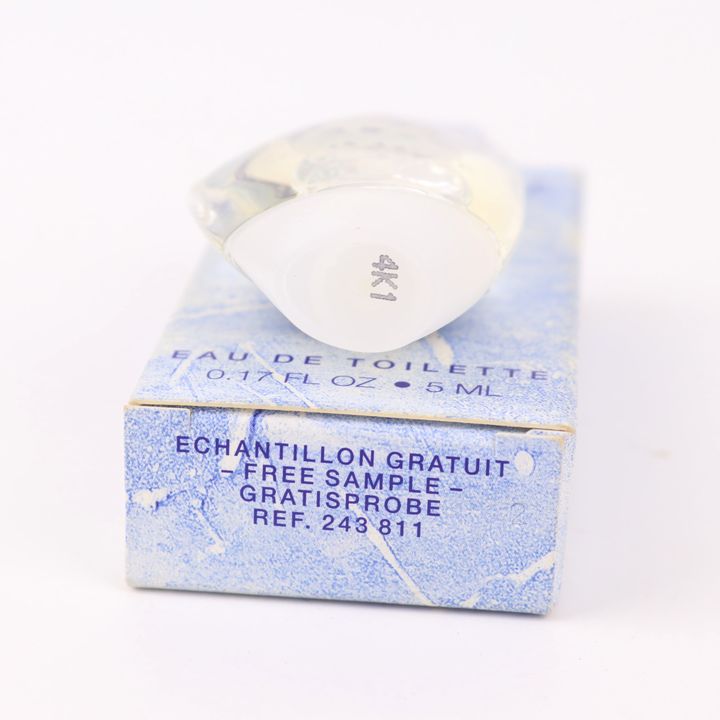 4K1
EAU DE TOILETTE
0.17 FL OZ ● 5 ML
ECHANTILLON GRATUIT
– FREE SAMPLE –
GRATISPROBE
REF. 243 811